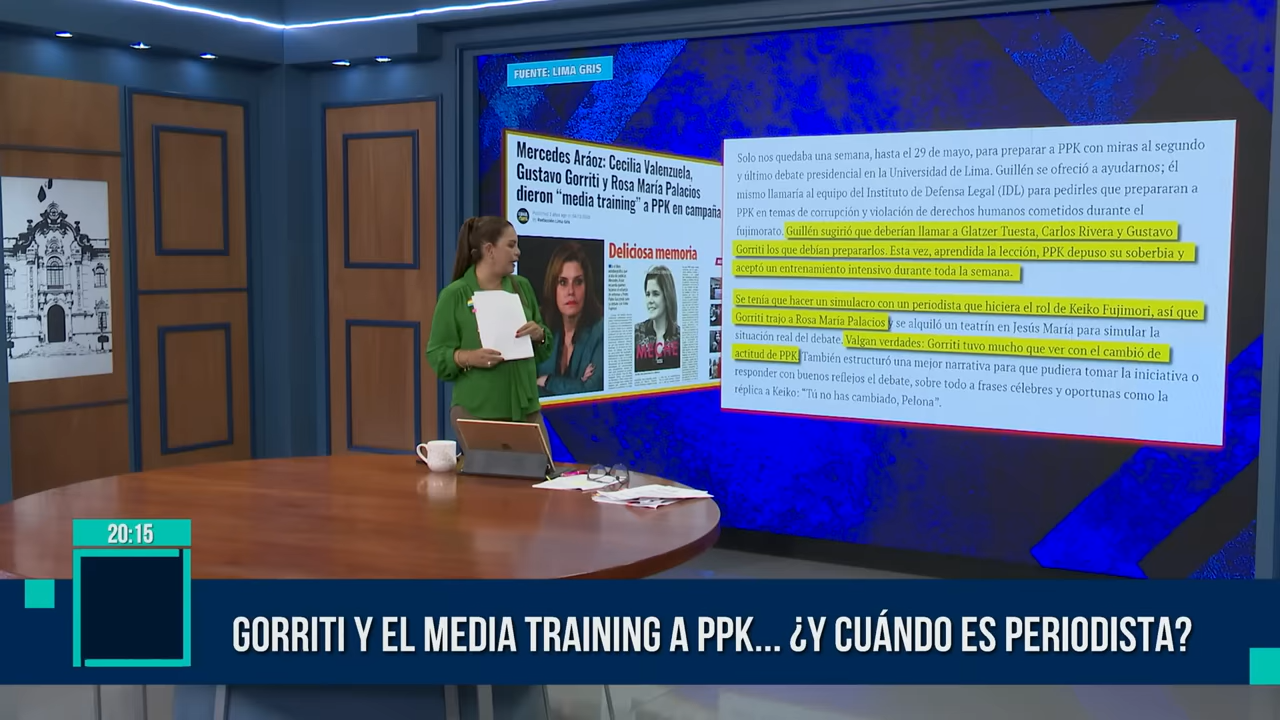 FUENTE: LIMA GRIS
Mercedes Aráoz: Cecilia Valenzuela,
Gustavo Gorriti y Rosa María Palacios
dieron “media training” a PPK en campaña
Deliciosa memoria
MECHE
Solo nos quedaba una semana, hasta el 29 de mayo, para preparar a PPK con miras al segundo
y último debate presidencial en la Universidad de Lima. Guillén se ofreció a ayudarnos; él
mismo llamaría al equipo del Instituto de Defensa Legal (IDL) para pedirles que prepararan a
PPK en temas de corrupción y violación de derechos humanos cometidos durante el
fujimorato. Guillén sugirió que deberían llamar a Glatzer Tuesta, Carlos Rivera y Gustavo
Gorriti los que debían prepararlos. Esta vez, aprendida la lección, PPK depuso su soberbia y
aceptó un entrenamiento intensivo durante toda la semana.
Se tenía que hacer un simulacro con un periodista que hiciera el rol de Keiko Fujimori, así que
Gorriti trajo a Rosa María Palacios y se alquiló un teatrín en Jesús María para simular la
situación real del debate. Valgan verdades: Gorriti tuvo mucho que ver con el cambió de
actitud de PPK. También estructuró una mejor narrativa para que pudiera tomar la iniciativa o
responder con buenos reflejos el debate, sobre todo a frases célebres y oportunas como la
réplica a Keiko: “Tú no has cambiado, Pelona”.
20:15
GORRITI Y EL MEDIA TRAINING A PPK... ¿Y CUÁNDO ES PERIODISTA?